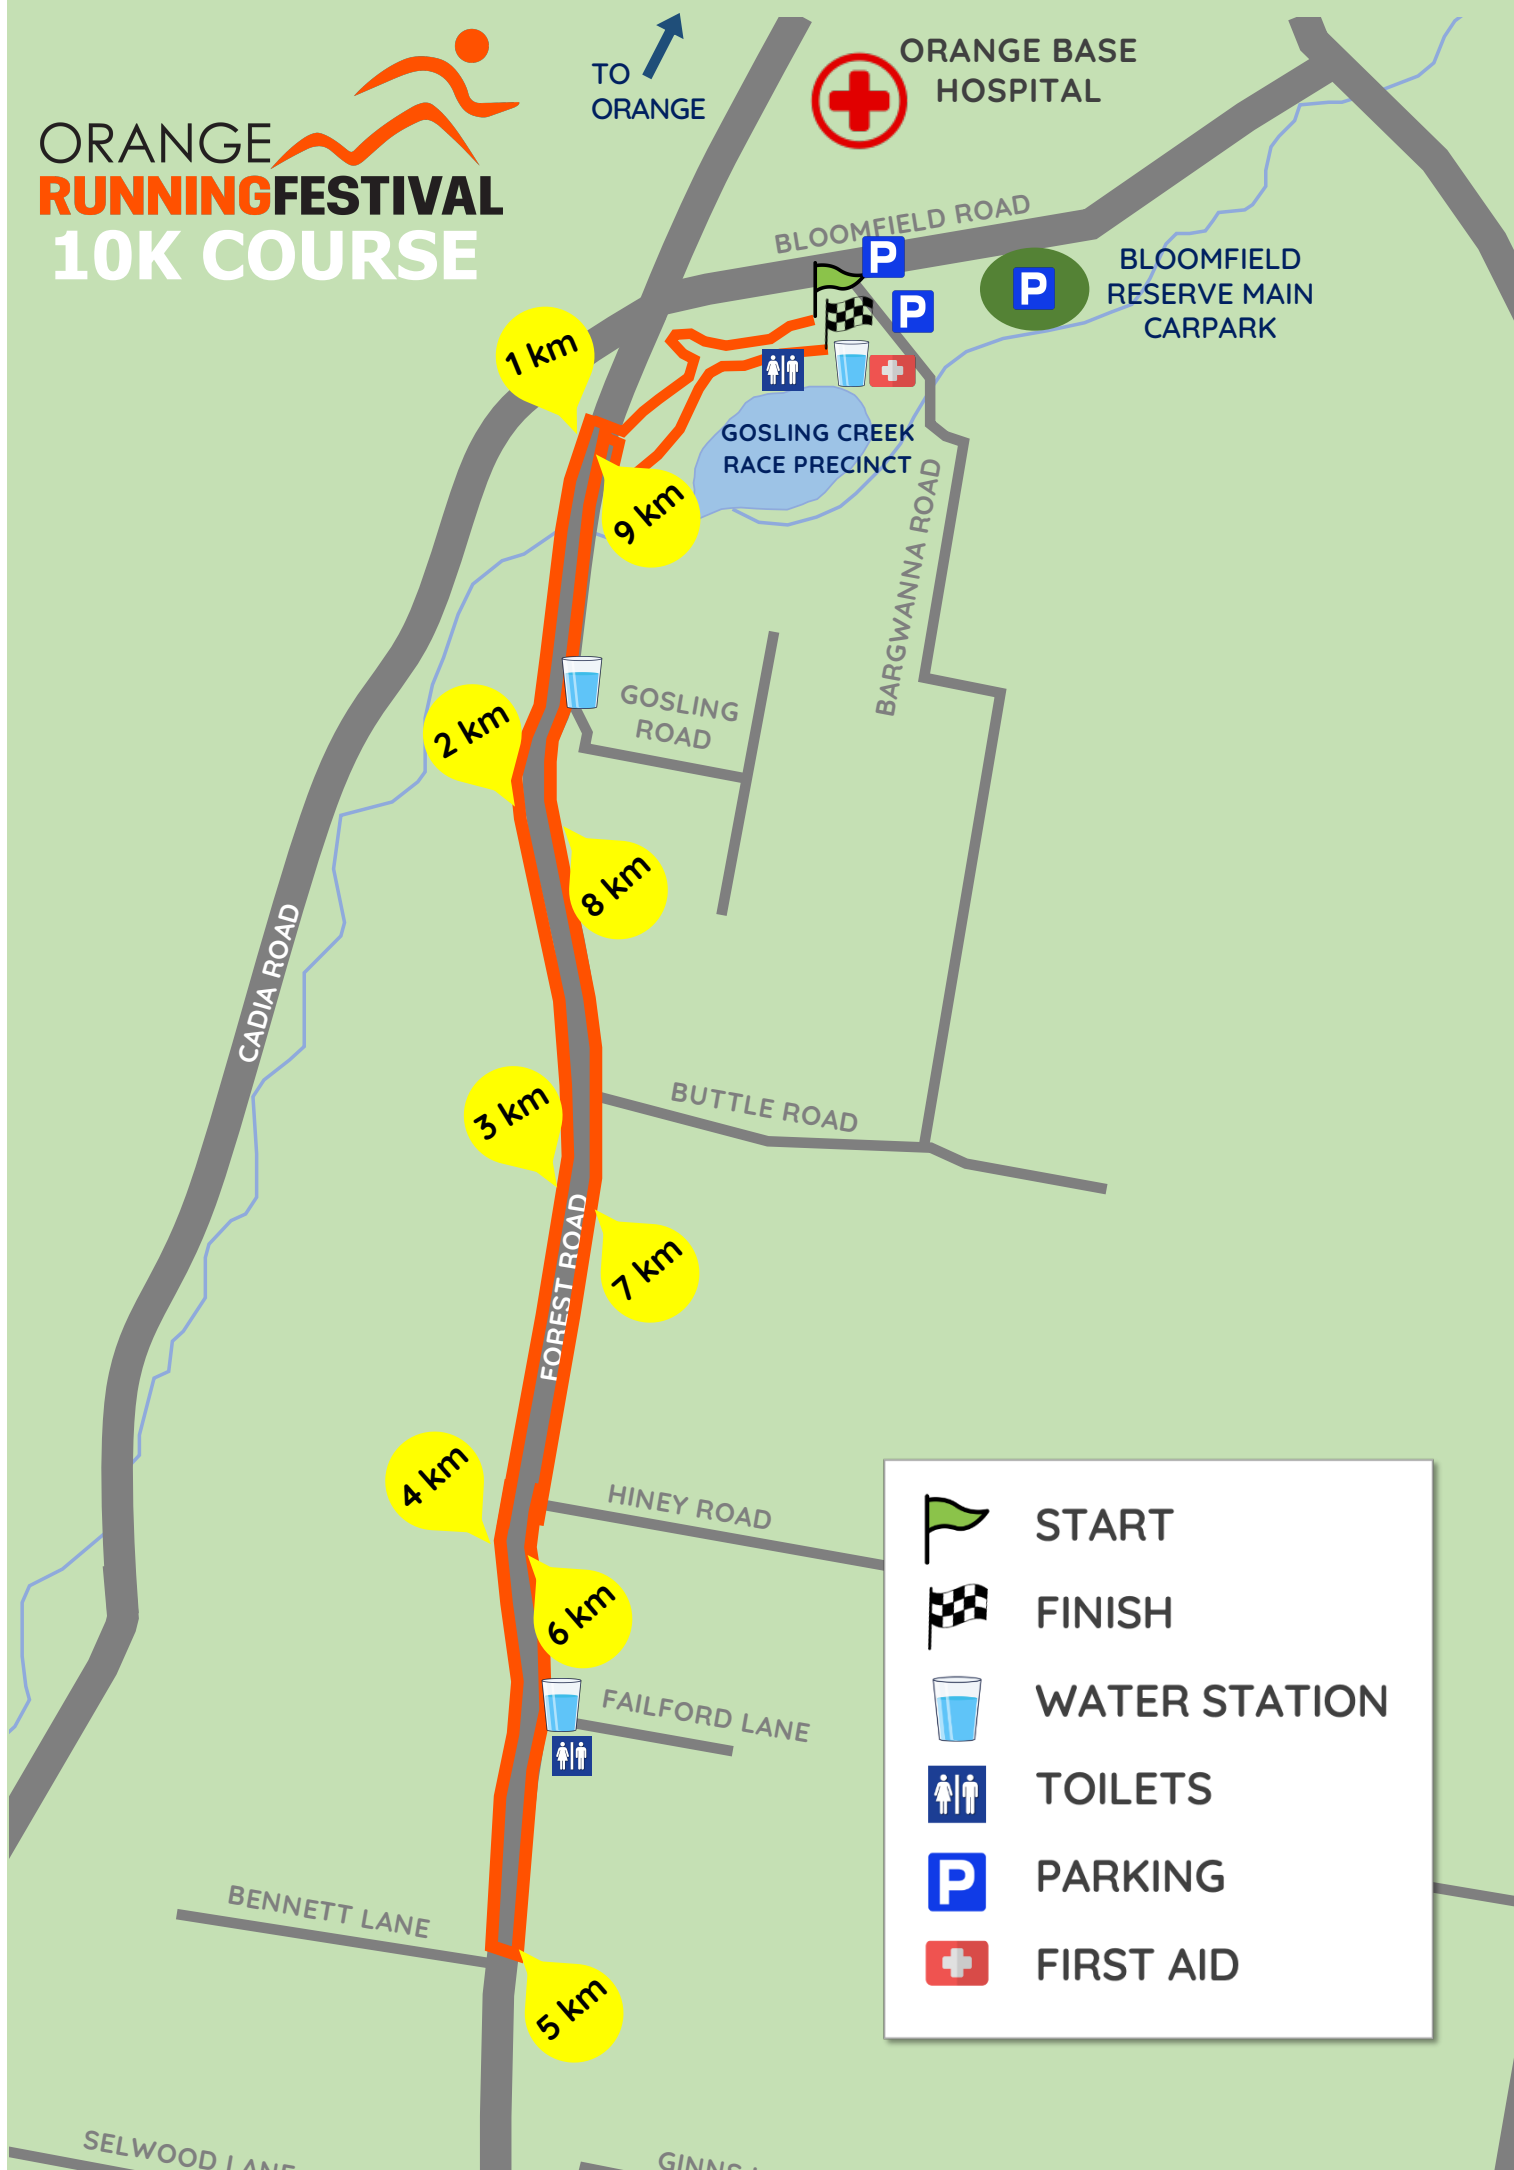 TO
ORANGE
ORANGE BASE
HOSPITAL
ORANGE
RUNNINGFESTIVAL
10K COURSE
BLOOMFIELD ROAD
P
P
P
BLOOMFIELD
RESERVE MAIN
CARPARK
1 km
GOSLING CREEK
RACE PRECINCT
9 km
BARGWANNA ROAD
GOSLING
ROAD
2 km
8 km
CADIA ROAD
3 km
BUTTLE ROAD
7 km
FOREST ROAD
4 km
HINEY ROAD
6 km
FAILFORD LANE
BENNETT LANE
5 km
START
FINISH
WATER STATION
TOILETS
P PARKING
FIRST AID
SELWOOD LANE
GINNS